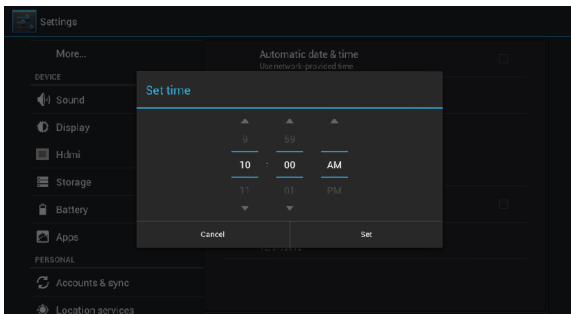 Settings
More...
Automatic date & time
Use network-provided time
DEVICE
Sound
Display
Hdmi
Storage
Battery
Apps
PERSONAL
Accounts & sync
Location services
Set time
9 59
10 : 00 AM
11 01 PM
Cancel Set